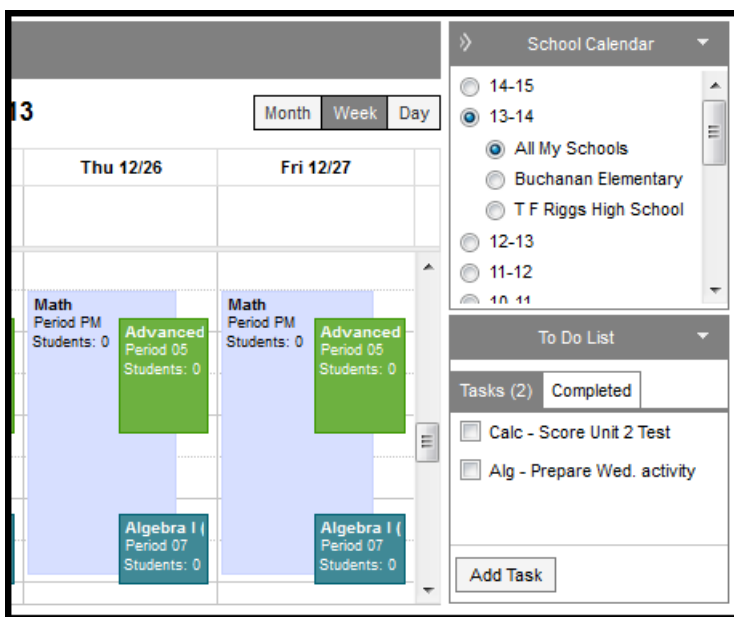 13
Month Week Day
Thu 12/26 Fri 12/27
Math
Period PM
Students: 0
Advanced
Period 05
Students: 0
Algebra I (
Period 07
Students: 0
Math
Period PM
Students: 0
Advanced
Period 05
Students: 0
Algebra I (
Period 07
Students: 0
School Calendar
14-15
13-14
All My Schools
Buchanan Elementary
T F Riggs High School
12-13
11-12
10-11
To Do List
Tasks (2) Completed
Calc - Score Unit 2 Test
Alg - Prepare Wed. activity
Add Task